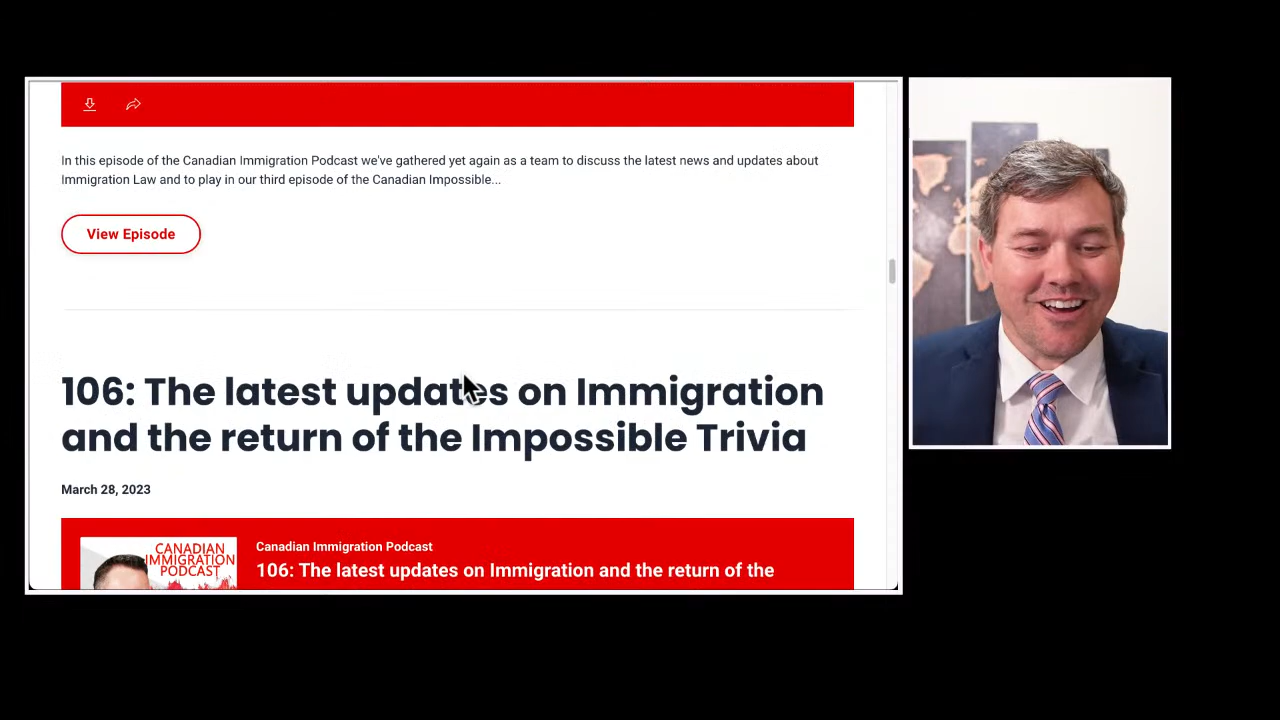 In this episode of the Canadian Immigration Podcast we've gathered yet again as a team to discuss the latest news and updates about
Immigration Law and to play in our third episode of the Canadian Impossible...
View Episode
106: The latest updates on Immigration
and the return of the Impossible Trivia
March 28, 2023
CANADIAN
IMMIGRATION
PODCAST
Canadian Immigration Podcast
106: The latest updates on Immigration and the return of the